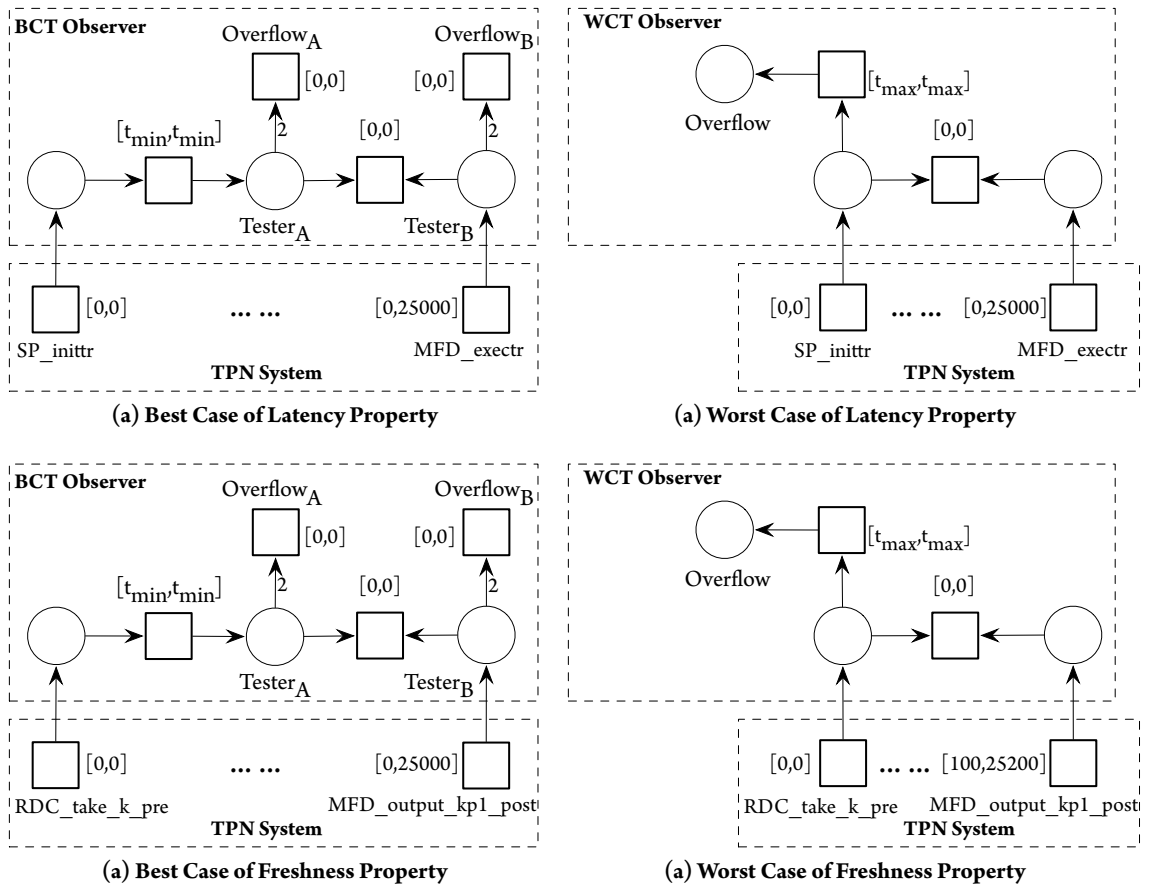 BCT Observer
Overflow_A
Overflow_B
[0,0]
[0,0]
2
2
[t_min,t_min]
[0,0]
Tester_A
Tester_B
[0,0]
... ...
[0,25000]
SP_inittr
MFD_exectr
TPN System
(a) Best Case of Latency Property
WCT Observer
[t_max,t_max]
Overflow
[0,0]
[0,0]
... ...
[0,25000]
SP_inittr
MFD_exectr
TPN System
(a) Worst Case of Latency Property
BCT Observer
Overflow_A
Overflow_B
[0,0]
[0,0]
2
2
[t_min,t_min]
[0,0]
Tester_A
Tester_B
[0,0]
... ...
[0,25000]
RDC_take_k_pre
MFD_output_kp1_post
TPN System
(a) Best Case of Freshness Property
WCT Observer
[t_max,t_max]
Overflow
[0,0]
[0,0]
... ...
[100,25200]
RDC_take_k_pre
MFD_output_kp1_post
TPN System
(a) Worst Case of Freshness Property